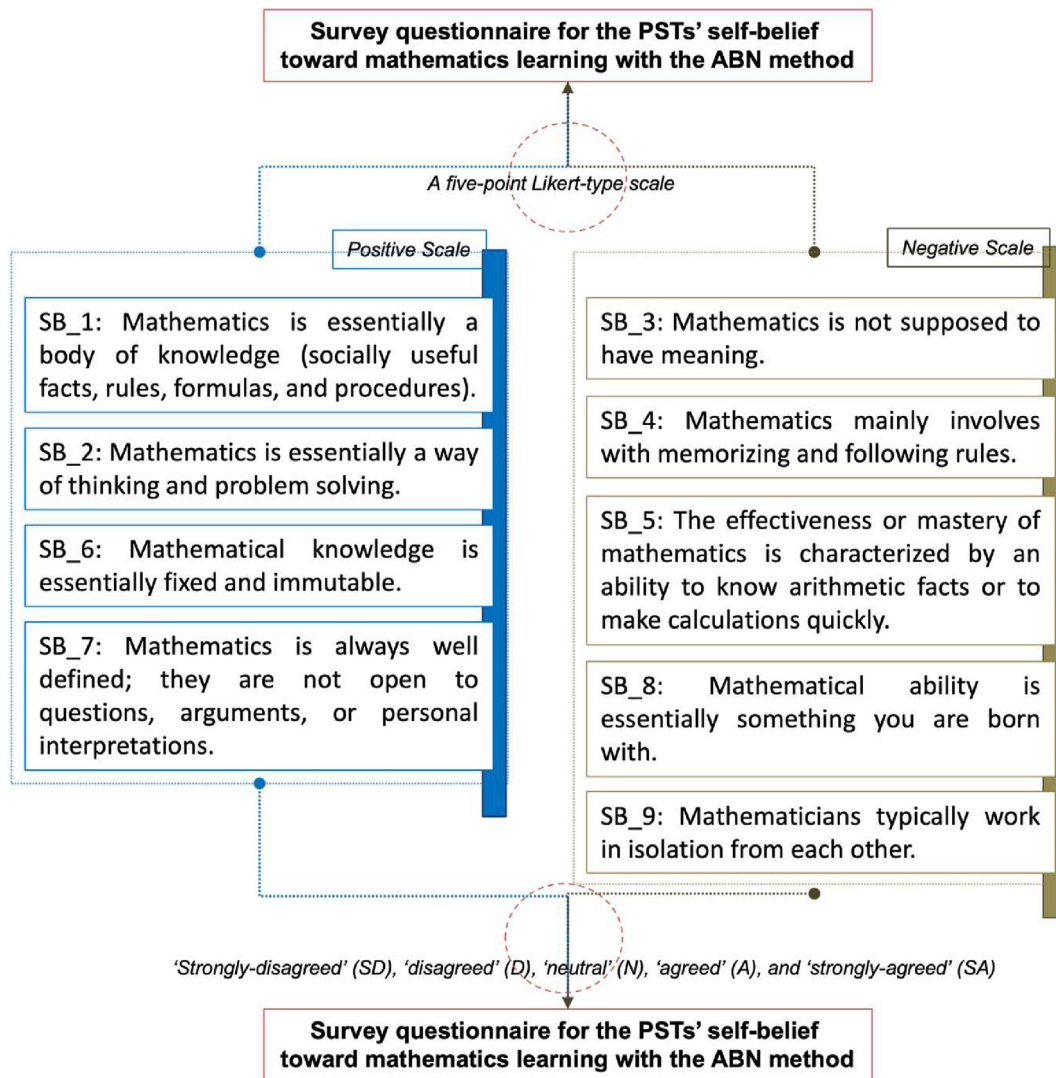 Survey questionnaire for the PSTs' self-belief
toward mathematics learning with the ABN method
A five-point Likert-type scale
Positive Scale
SB_1: Mathematics is essentially a
body of knowledge (socially useful
facts, rules, formulas, and procedures).
SB_2: Mathematics is essentially a way
of thinking and problem solving.
SB_6: Mathematical knowledge is
essentially fixed and immutable.
SB_7: Mathematics is always well
defined; they are not open to
questions, arguments, or personal
interpretations.
Negative Scale
SB_3: Mathematics is not supposed to
have meaning.
SB_4: Mathematics mainly involves
with memorizing and following rules.
SB_5: The effectiveness or mastery of
mathematics is characterized by an
ability to know arithmetic facts or to
make calculations quickly.
SB_8: Mathematical ability is
essentially something you are born
with.
SB_9: Mathematicians typically work
in isolation from each other.
'Strongly-disagreed' (SD), 'disagreed' (D), 'neutral' (N), 'agreed' (A), and 'strongly-agreed' (SA)
Survey questionnaire for the PSTs' self-belief
toward mathematics learning with the ABN method